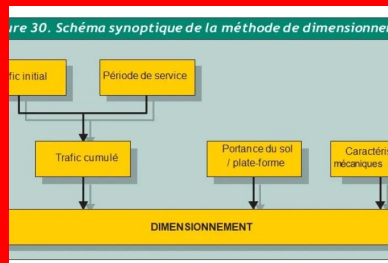 ure 30. Schéma synoptique de la méthode de dimensionne
fic initial
Période de service
Trafic cumulé
Portance du sol
/ plate-forme
Caractéris
mécaniques
DIMENSIONNEMENT